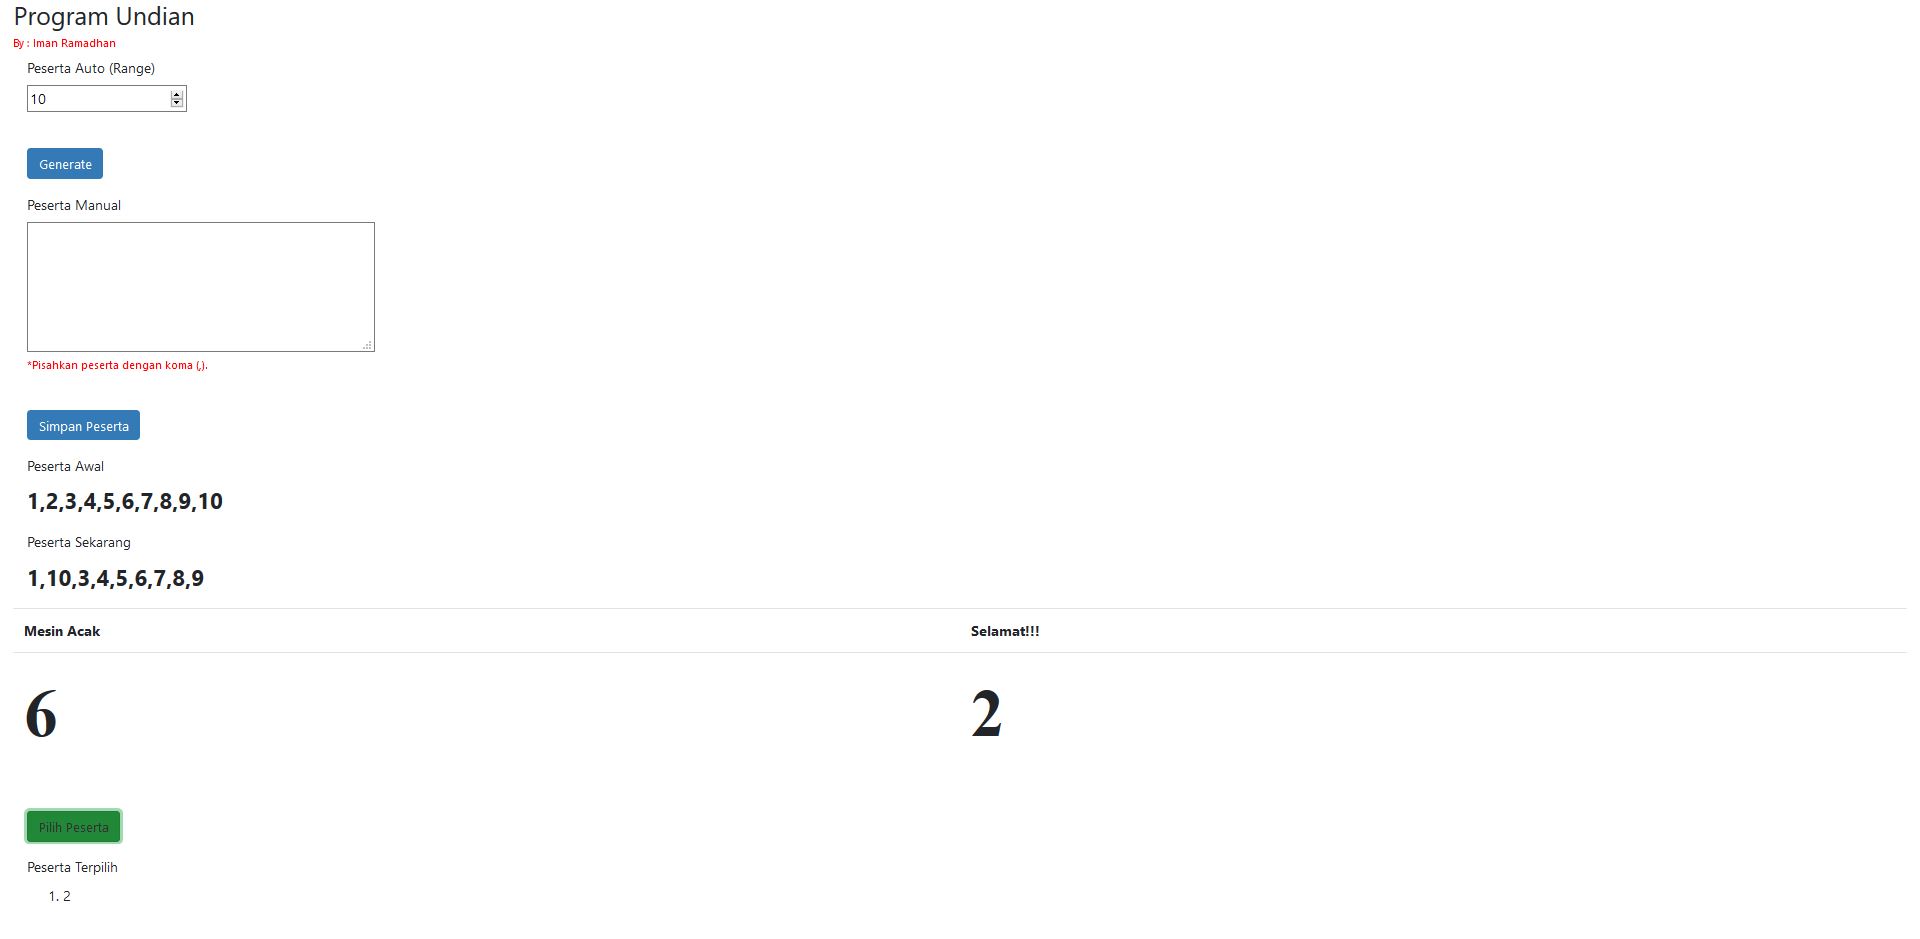 Program Undian
By : Iman Ramadhan
Peserta Auto (Range)
10
Generate
Peserta Manual
*Pisahkan peserta dengan koma (,).
Simpan Peserta
Peserta Awal
1,2,3,4,5,6,7,8,9,10
Peserta Sekarang
1,10,3,4,5,6,7,8,9
Mesin Acak
Selamat!!!
6
2
Pilih Peserta
Peserta Terpilih
1. 2